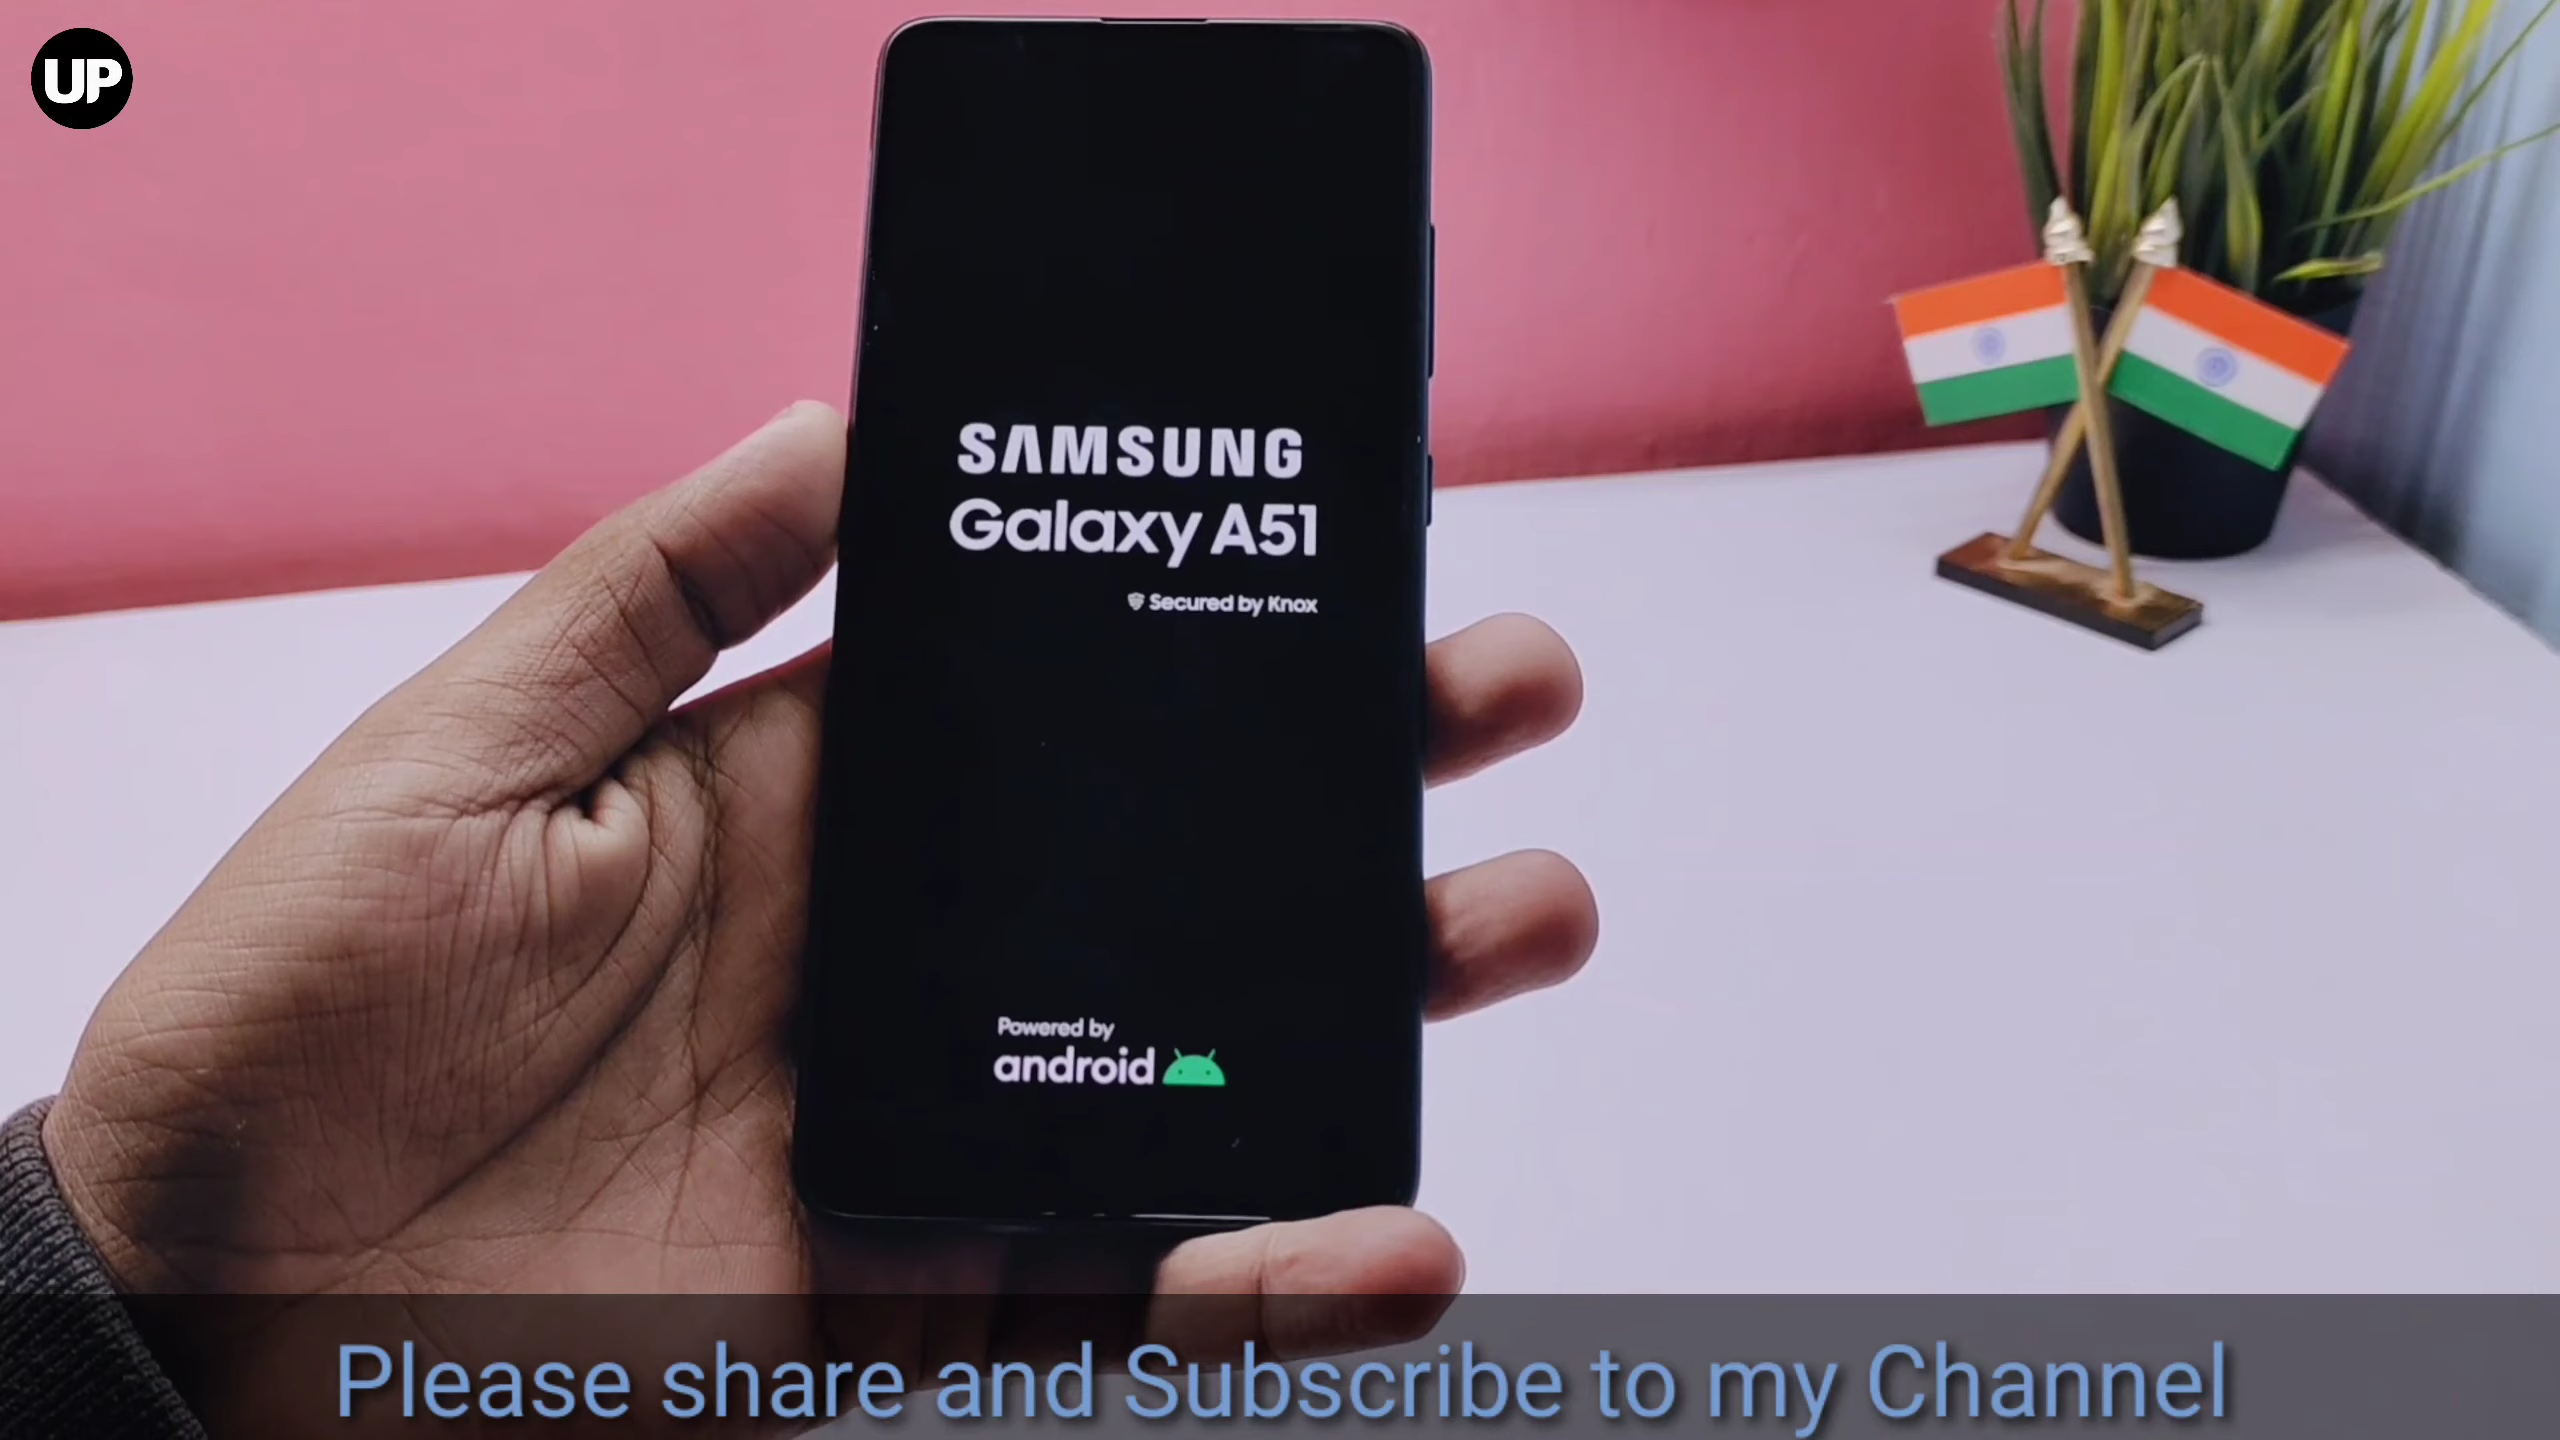 UP
SAMSUNG
Galaxy A51
Secured by Knox
Powered by
android
Please share and Subscribe to my Channel